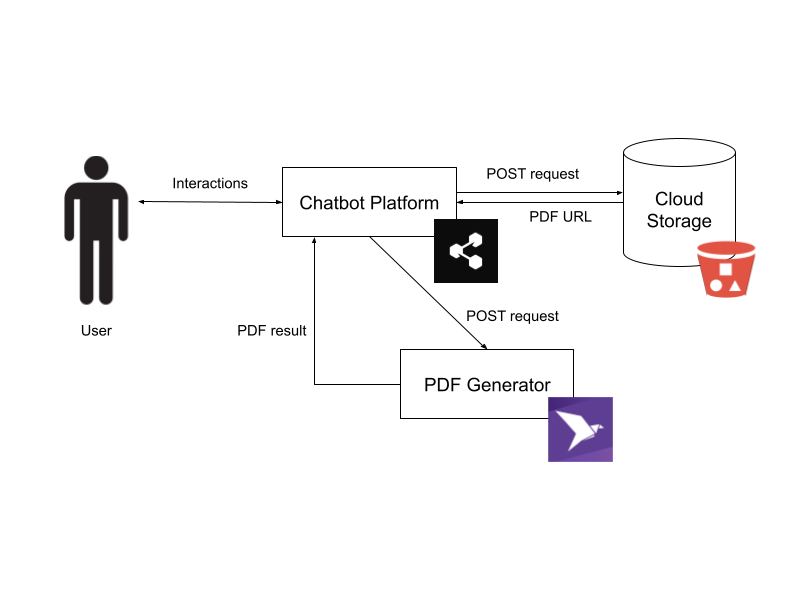 Interactions
Chatbot Platform
POST request
PDF URL
Cloud
Storage
User
PDF result
POST request
PDF Generator